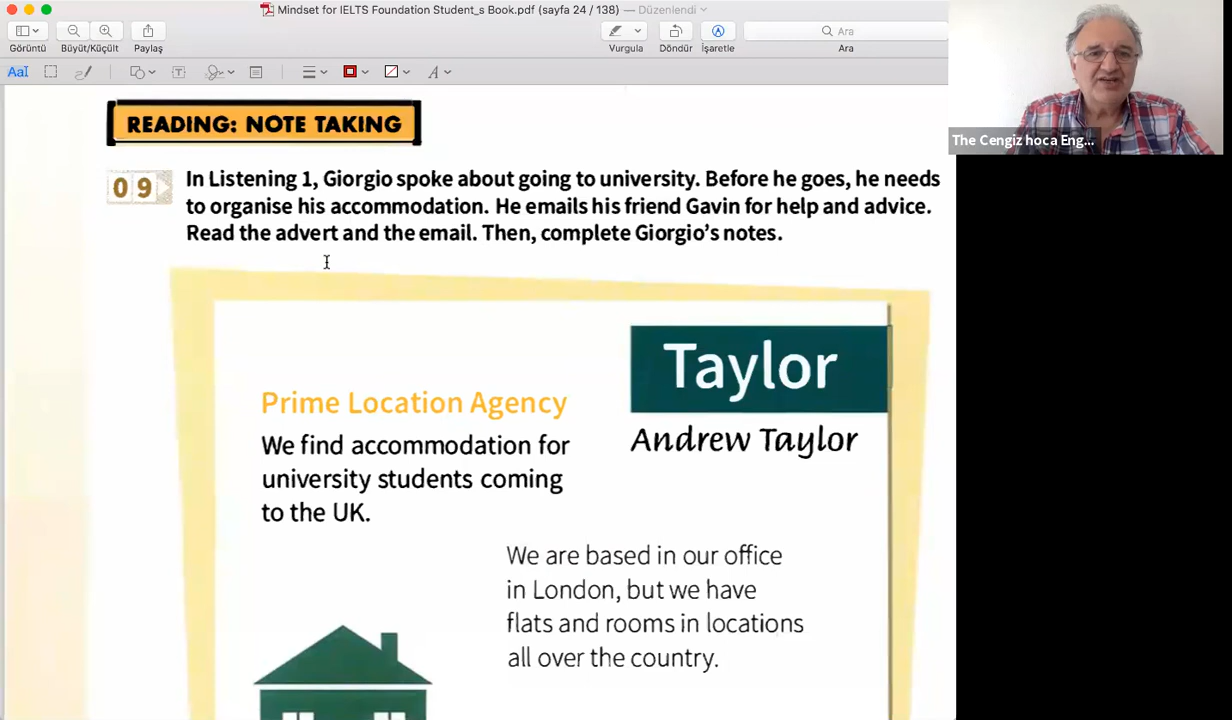 Mindset for IELTS Foundation Student_s Book.pdf (sayfa 24 / 138) — Düzenlendi
Görüntü
Büyüt/Küçült
Paylaş
Vurgula
Döndür
İşaretle
Ara
Ara
AaI
T
A
The Cengiz hoca Eng...
READING: NOTE TAKING
09
In Listening 1, Giorgio spoke about going to university. Before he goes, he needs
to organise his accommodation. He emails his friend Gavin for help and advice.
Read the advert and the email. Then, complete Giorgio's notes.
Taylor
Andrew Taylor
Prime Location Agency
We find accommodation for
university students coming
to the UK.
We are based in our office
in London, but we have
flats and rooms in locations
all over the country.